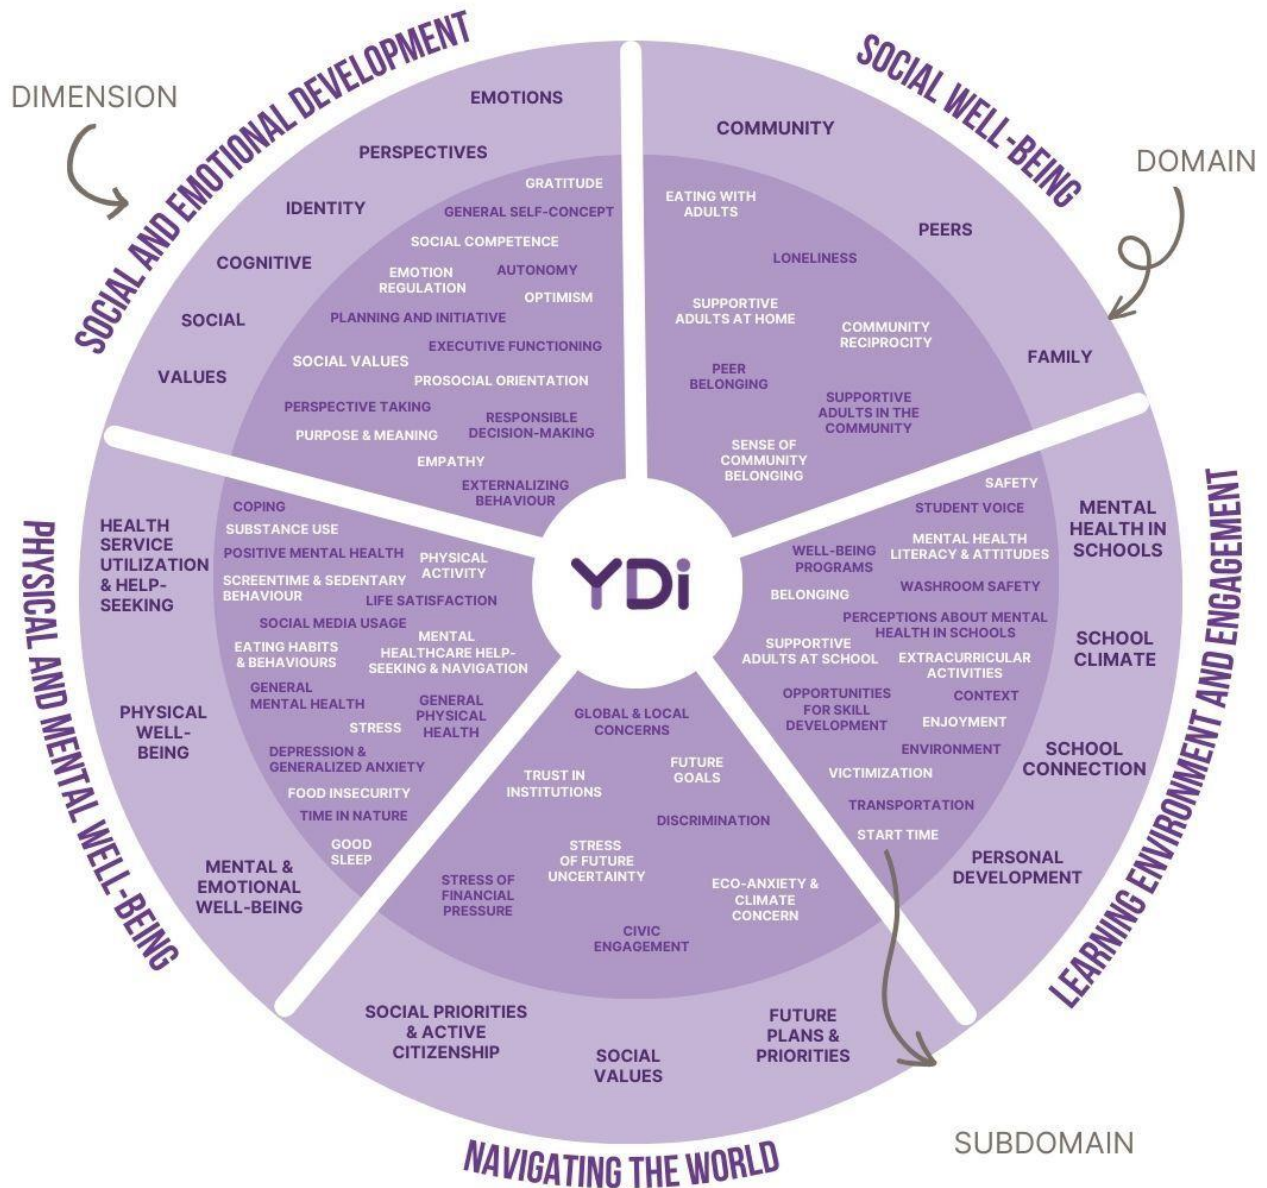 DIMENSION
SOCIAL AND EMOTIONAL DEVELOPMENT
EMOTIONS
PERSPECTIVES
IDENTITY
COGNITIVE
SOCIAL
VALUES
GRATITUDE
GENERAL SELF-CONCEPT
SOCIAL COMPETENCE
EMOTION
REGULATION
AUTONOMY
OPTIMISM
PLANNING AND INITIATIVE
EXECUTIVE FUNCTIONING
SOCIAL VALUES
PROSOCIAL ORIENTATION
PERSPECTIVE TAKING
RESPONSIBLE
DECISION-MAKING
PURPOSE & MEANING
EMPATHY
EXTERNALIZING
BEHAVIOUR
SOCIAL WELL-BEING
DOMAIN
COMMUNITY
PEERS
FAMILY
EATING WITH
ADULTS
LONELINESS
SUPPORTIVE
ADULTS AT HOME
COMMUNITY
RECIPROCITY
PEER
BELONGING
SUPPORTIVE
ADULTS IN THE
COMMUNITY
SENSE OF
COMMUNITY
BELONGING
LEARNING ENVIRONMENT AND ENGAGEMENT
MENTAL
HEALTH IN
SCHOOLS
SCHOOL
CLIMATE
SCHOOL
CONNECTION
PERSONAL
DEVELOPMENT
SAFETY
STUDENT VOICE
MENTAL HEALTH
LITERACY & ATTITUDES
WELL-BEING
PROGRAMS
WASHROOM SAFETY
BELONGING
PERCEPTIONS ABOUT MENTAL
HEALTH IN SCHOOLS
SUPPORTIVE
ADULTS AT SCHOOL
EXTRACURRICULAR
ACTIVITIES
OPPORTUNITIES
FOR SKILL
DEVELOPMENT
CONTEXT
ENJOYMENT
ENVIRONMENT
VICTIMIZATION
TRANSPORTATION
START TIME
SUBDOMAIN
YDi
PHYSICAL AND MENTAL WELL-BEING
HEALTH
SERVICE
UTILIZATION
& HELP-
SEEKING
PHYSICAL
WELL-
BEING
MENTAL &
EMOTIONAL
WELL-BEING
COPING
SUBSTANCE USE
POSITIVE MENTAL HEALTH
PHYSICAL
ACTIVITY
SCREENTIME & SEDENTARY
BEHAVIOUR
LIFE SATISFACTION
SOCIAL MEDIA USAGE
MENTAL
HEALTHCARE HELP-
SEEKING & NAVIGATION
EATING HABITS
& BEHAVIOURS
GENERAL
MENTAL HEALTH
GENERAL
PHYSICAL
HEALTH
STRESS
DEPRESSION &
GENERALIZED ANXIETY
FOOD INSECURITY
TIME IN NATURE
GOOD
SLEEP
GLOBAL & LOCAL
CONCERNS
FUTURE
GOALS
TRUST IN
INSTITUTIONS
DISCRIMINATION
STRESS
OF FUTURE
UNCERTAINTY
STRESS OF
FINANCIAL
PRESSURE
ECO-ANXIETY &
CLIMATE
CONCERN
CIVIC
ENGAGEMENT
SOCIAL PRIORITIES
& ACTIVE
CITIZENSHIP
SOCIAL
VALUES
FUTURE
PLANS &
PRIORITIES
NAVIGATING THE WORLD